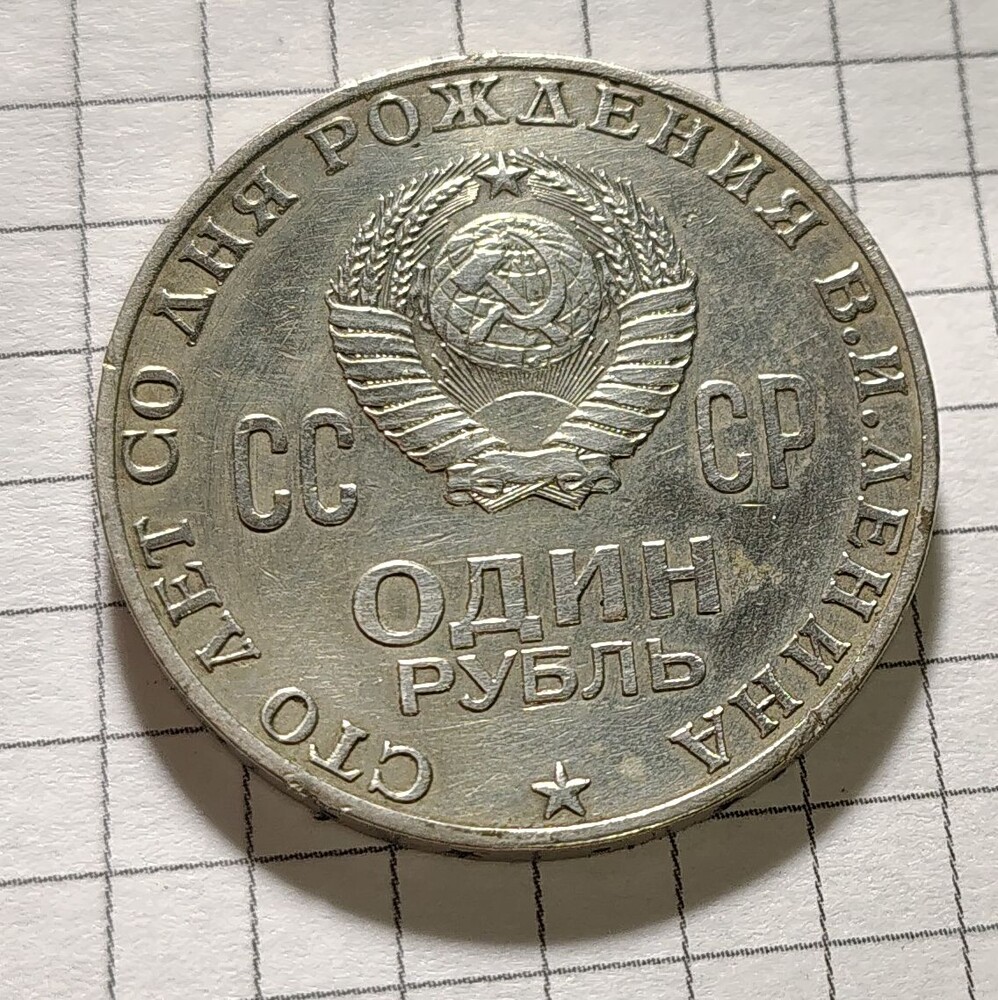 СТО ЛЕТ СО ДНЯ РОЖДЕНИЯ В.И.ЛЕНИНА
СС СР
ОДИН
РУБЛЬ